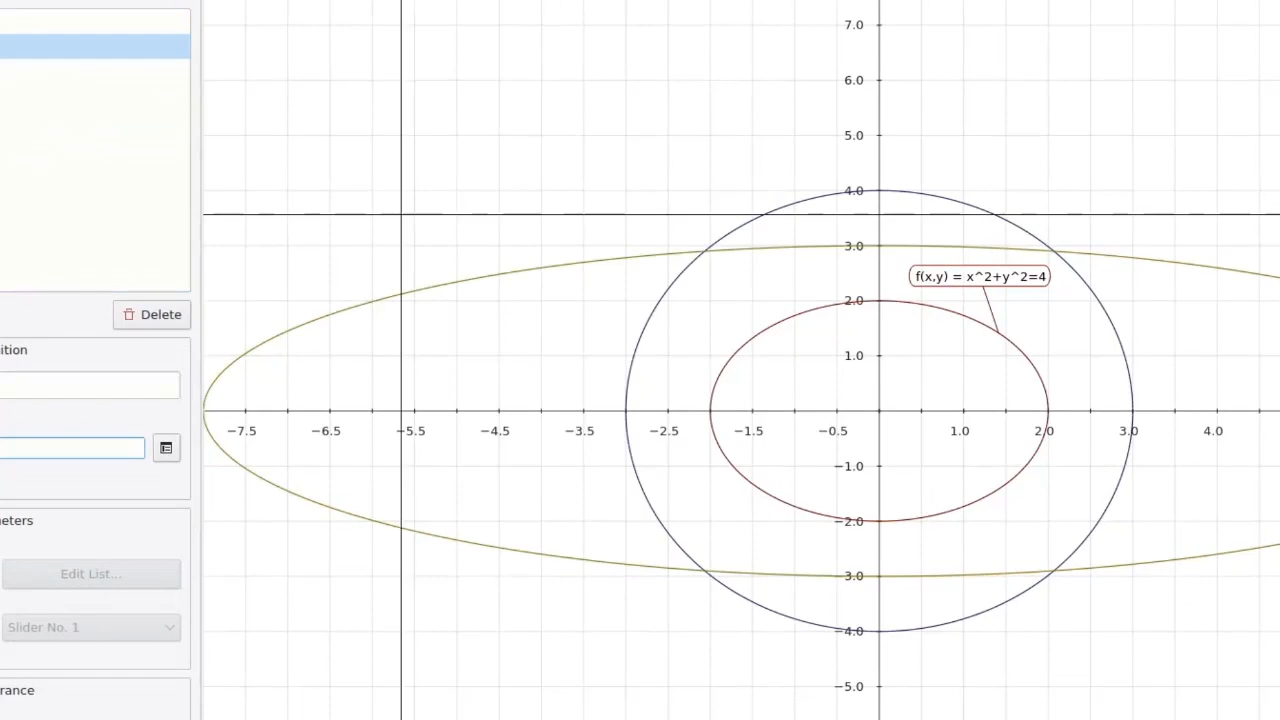 7.0
6.0
5.0
4.0
3.0
f(x,y) = x^2+y^2=4
2.0
Delete
ition
1.0
−7.5 −6.5 −5.5 −4.5 −3.5 −2.5 −1.5 −0.5 1.0 2.0 3.0 4.0
−1.0
eters
−2.0
Edit List...
−3.0
Slider No. 1
−4.0
−5.0
rance